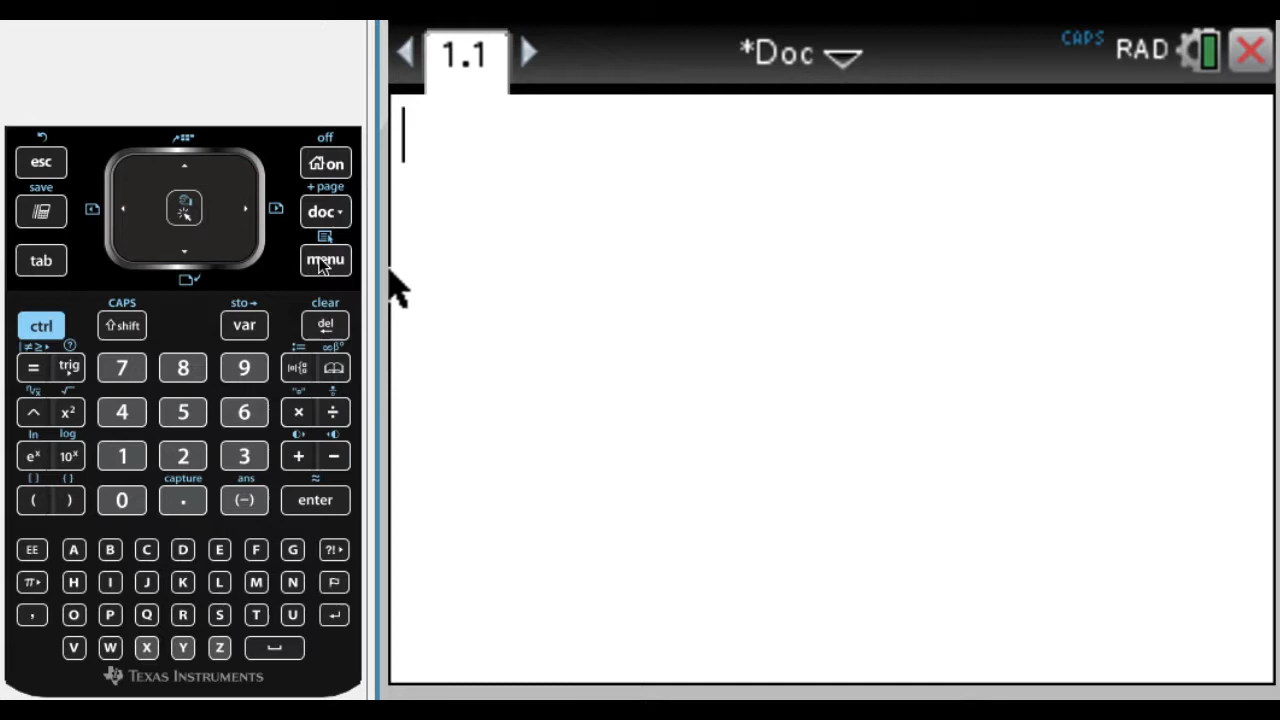 1.1 *Doc CAPS RAD
off
esc on
save + page
doc
tab menu
CAPS sto→ clear
ctrl ⇧shift var del
|≠≥▸ := ∞β°
= trig 7 8 9
ⁿ√x √ "≈" 
^ x² 4 5 6 × ÷
ln log
eˣ 10ˣ 1 2 3 + −
[ ] { } capture ans ≈
( ) 0 . (−) enter
EE A B C D E F G ?!▸
π▸ H I J K L M N
, O P Q R S T U
V W X Y Z
TEXAS INSTRUMENTS